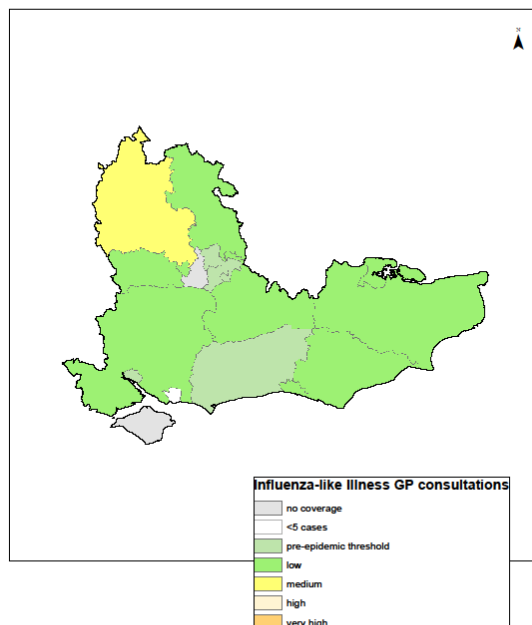 N
Influenza-like Illness GP consultations
no coverage
<5 cases
pre-epidemic threshold
low
medium
high
very high